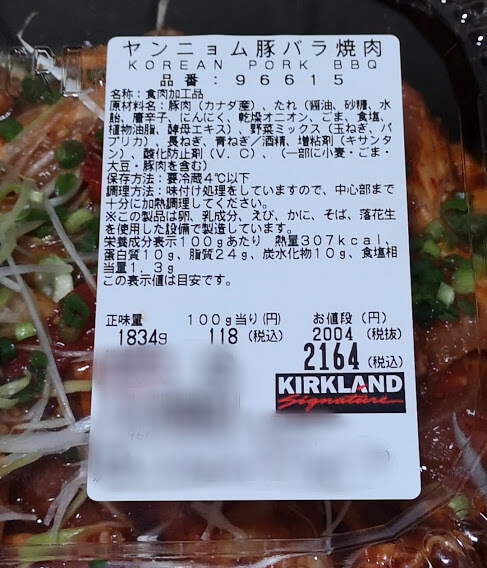 ヤンニョム豚バラ焼肉
KOREAN PORK BBQ
品番：96615
名称：食肉加工品
原材料名：豚肉（カナダ産）、たれ（醤油、砂糖、水
飴、唐辛子、にんにく、乾燥オニオン、ごま、食塩、
植物油脂、酵母エキス）、野菜ミックス（玉ねぎ、パ
プリカ）、長ねぎ、青ねぎ／酒精、増粘剤（キサンタ
ン）、酸化防止剤（V．C）、（一部に小麦・ごま・
大豆・豚肉を含む）
保存方法：要冷蔵4℃以下
調理方法：味付け処理をしていますので、中心部まで
十分に加熱調理してください。
※この製品は卵、乳成分、えび、かに、そば、落花生
を使用した設備で製造しています。
栄養成分表示100gあたり 熱量307kcal、
蛋白質10g、脂質24g、炭水化物10g、食塩相
当量1.3g
この表示値は目安です。
正味量 100g当り(円) お値段（円）
1834g 118（税込） 2004（税抜）
2164（税込）
KIRKLAND
Signature